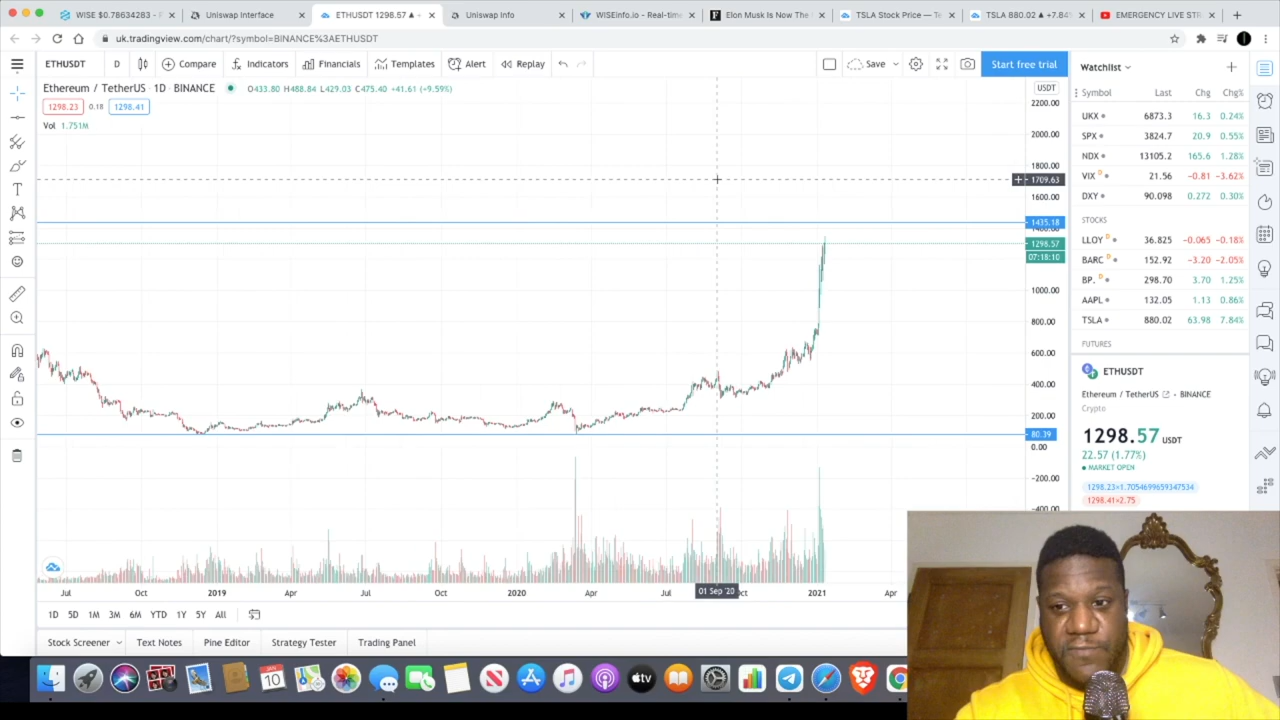 WISE $0.78634283 - P
Uniswap Interface
ETHUSDT 1298.57 ▲
Uniswap Info
WISEinfo.io - Real-time
Elon Musk Is Now The
TSLA Stock Price — Te
TSLA 880.02 ▲ +7.84%
EMERGENCY LIVE STR
uk.tradingview.com/chart/?symbol=BINANCE%3AETHUSDT
ETHUSDT D Compare Indicators Financials Templates Alert Replay Save Start free trial
Watchlist
Ethereum / TetherUS · 1D · BINANCE O433.80 H488.84 L429.03 C475.40 +41.61 (+9.59%)
USDT
Symbol Last Chg Chg%
1298.23 0.18 1298.41
Vol 1.751M
2200.00
2000.00
1800.00
1709.63
1600.00
1435.18
1400.00
1298.57
07:18:10
1000.00
800.00
600.00
400.00
200.00
80.39
0.00
−200.00
−400.00
UKX 6873.3 16.3 0.24%
SPX 3824.7 20.9 0.55%
NDX 13105.2 165.6 1.28%
VIX D 21.56 −0.81 −3.62%
DXY 90.098 0.272 0.30%
STOCKS
LLOY D 36.825 −0.065 −0.18%
BARC D 152.92 −3.20 −2.05%
BP. D 298.70 3.70 1.25%
AAPL 132.05 1.13 0.86%
TSLA 880.02 63.98 7.84%
FUTURES
ETHUSDT
Ethereum / TetherUS - BINANCE
Crypto
1298.57 USDT
22.57 (1.77%)
MARKET OPEN
1298.23×1.7054699659347534
1298.41×2.75
Jul Oct 2019 Apr Jul Oct 2020 Apr Jul 01 Sep '20 Oct 2021 Apr
1D 5D 1M 3M 6M YTD 1Y 5Y All
Stock Screener Text Notes Pine Editor Strategy Tester Trading Panel
JAN
10
tv